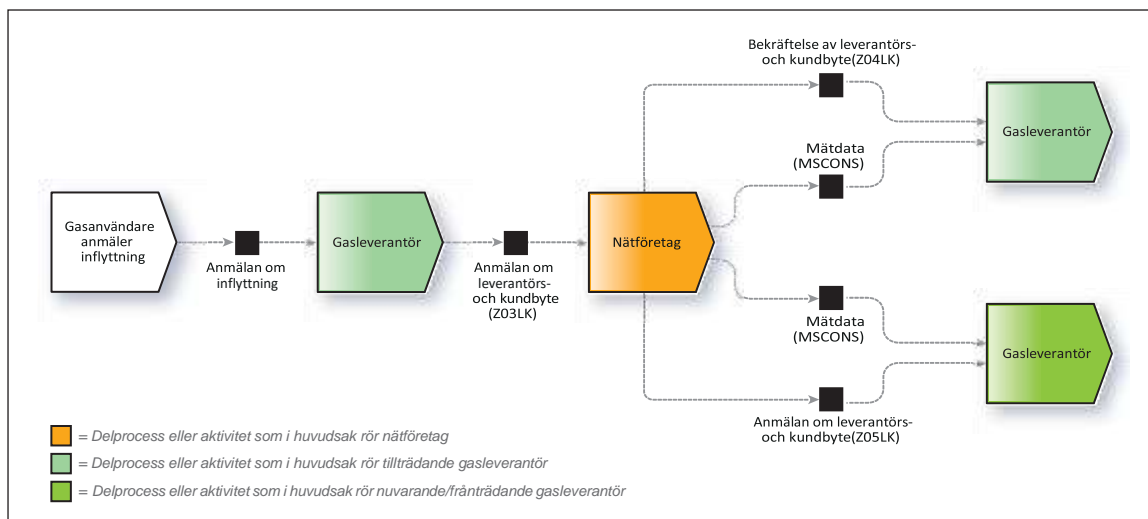 Gasanvändare
anmäler
inflyttning
Anmälan om
inflyttning
Gasleverantör
Anmälan om
leverantörs-
och kundbyte
(Z03LK)
Nätföretag
Bekräftelse av leverantörs-
och kundbyte(Z04LK)
Mätdata
(MSCONS)
Gasleverantör
Mätdata
(MSCONS)
Anmälan om leverantörs-
och kundbyte(Z05LK)
Gasleverantör
= Delprocess eller aktivitet som i huvudsak rör nätföretag
= Delprocess eller aktivitet som i huvudsak rör tillträdande gasleverantör
= Delprocess eller aktivitet som i huvudsak rör nuvarande/frånträdande gasleverantör